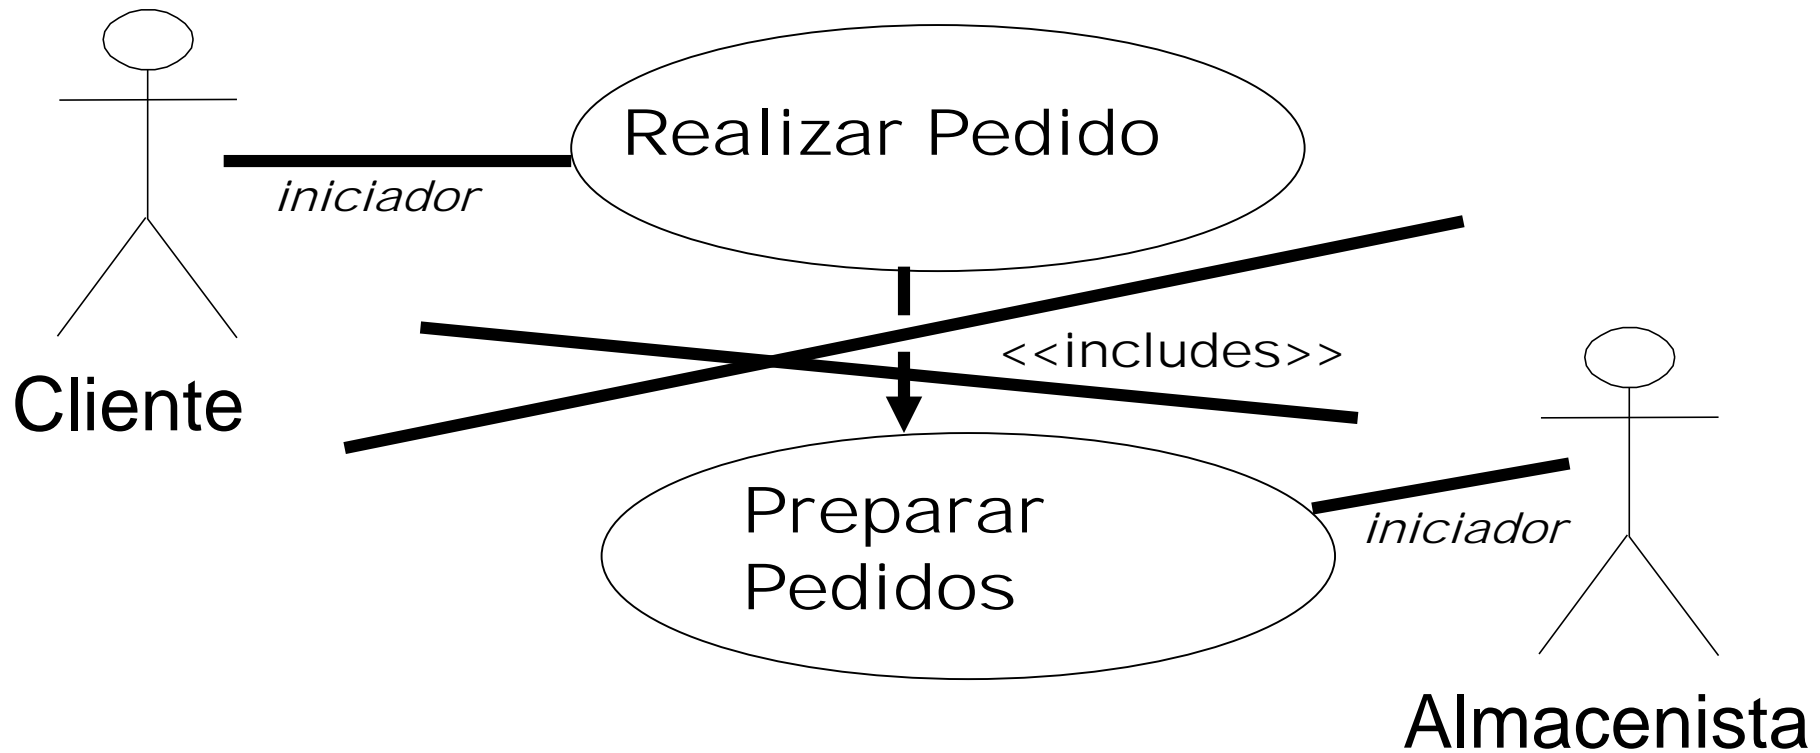 Realizar Pedido
iniciador
<<includes>>
Cliente
Preparar
Pedidos
iniciador
Almacenista